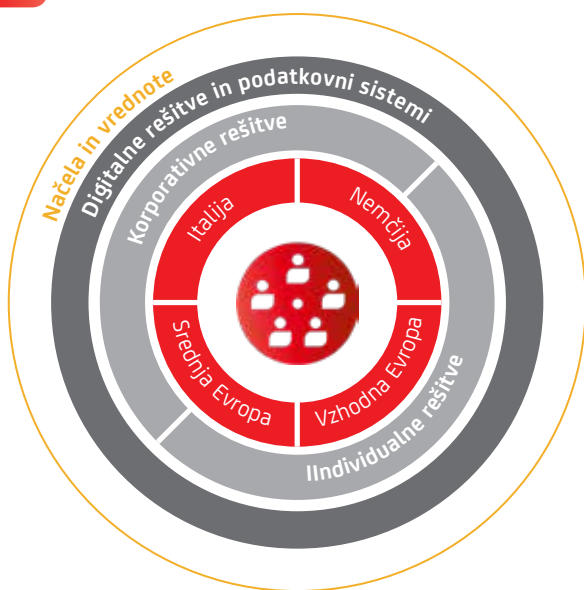 Načela in vrednote
Digitalne rešitve in podatkovni sistemi
Korporativne rešitve
Italija
Nemčija
Srednja Evropa
Vzhodna Evropa
IIndividualne rešitve